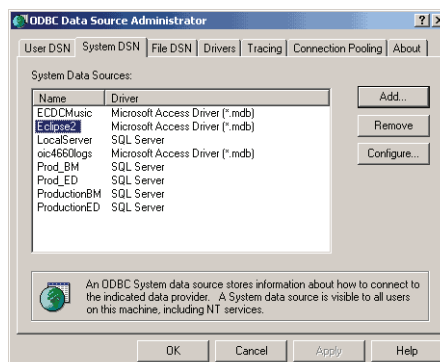 ODBC Data Source Administrator
User DSN System DSN File DSN Drivers Tracing Connection Pooling About
System Data Sources:
Name Driver
ECDCMusic Microsoft Access Driver (*.mdb)
Eclipse2 Microsoft Access Driver (*.mdb)
LocalServer SQL Server
oic4660logs Microsoft Access Driver (*.mdb)
Prod_BM SQL Server
Prod_ED SQL Server
ProductionBM SQL Server
ProductionED SQL Server
Add...
Remove
Configure...
An ODBC System data source stores information about how to connect to
the indicated data provider. A System data source is visible to all users
on this machine, including NT services.
OK Cancel Apply Help